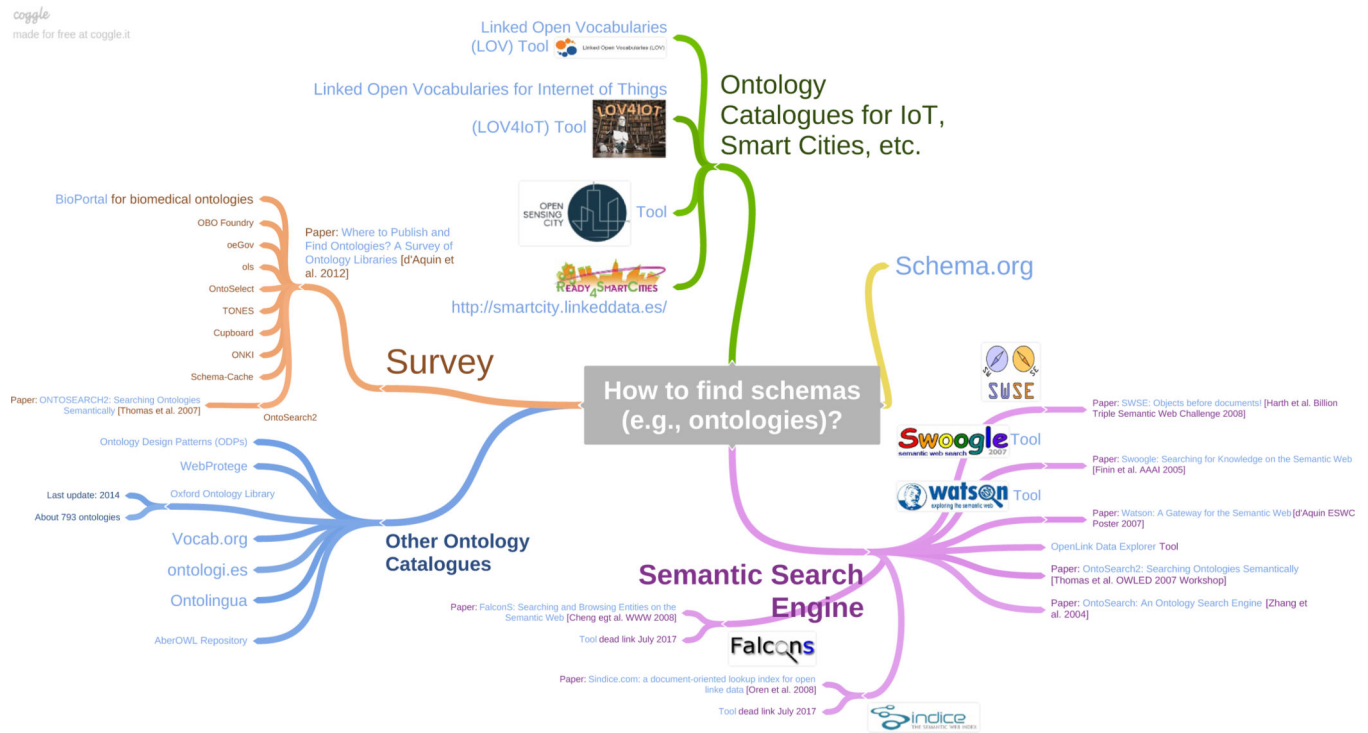 coggle
made for free at coggle.it
Linked Open Vocabularies
(LOV) Tool
Linked Open Vocabularies (LOV)
Linked Open Vocabularies for Internet of Things
LOV4IOT
(LOV4IoT) Tool
OPEN
SENSING
CITY
Tool
READY4SMARTCITIES
http://smartcity.linkeddata.es/
Ontology
Catalogues for IoT,
Smart Cities, etc.
Schema.org
How to find schemas
(e.g., ontologies)?
Survey
Paper: Where to Publish and
Find Ontologies? A Survey of
Ontology Libraries [d'Aquin et
al. 2012]
BioPortal for biomedical ontologies
OBO Foundry
oeGov
ols
OntoSelect
TONES
Cupboard
ONKI
Schema-Cache
Paper: ONTOSEARCH2: Searching Ontologies
Semantically [Thomas et al. 2007]
OntoSearch2
Other Ontology
Catalogues
Ontology Design Patterns (ODPs)
WebProtege
Oxford Ontology Library
Last update: 2014
About 793 ontologies
Vocab.org
ontologi.es
Ontolingua
AberOWL Repository
Semantic Search
Engine
SW SE
SWSE
Paper: SWSE: Objects before documents! [Harth et al. Billion
Triple Semantic Web Challenge 2008]
Swoogle
semantic web search 2007
Tool
Paper: Swoogle: Searching for Knowledge on the Semantic Web
[Finin et al. AAAI 2005]
watson
exploring the semantic web
Tool
Paper: Watson: A Gateway for the Semantic Web [d'Aquin ESWC
Poster 2007]
OpenLink Data Explorer Tool
Paper: OntoSearch2: Searching Ontologies Semantically
[Thomas et al. OWLED 2007 Workshop]
Paper: OntoSearch: An Ontology Search Engine [Zhang et
al. 2004]
Paper: FalconS: Searching and Browsing Entities on the
Semantic Web [Cheng egt al. WWW 2008]
Tool dead link July 2017
Falcons
Paper: Sindice.com: a document-oriented lookup index for open
linke data [Oren et al. 2008]
Tool dead link July 2017
Sindice
THE SEMANTIC WEB INDEX